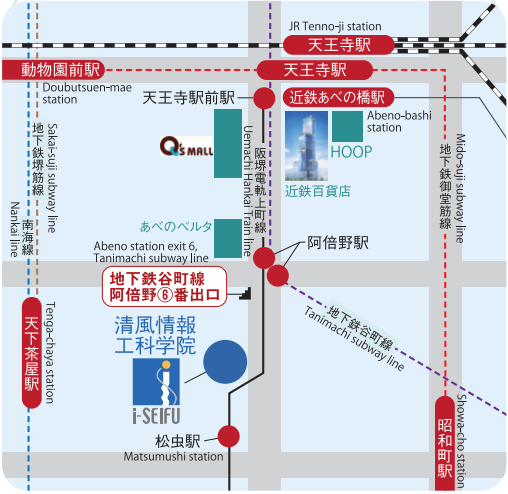 JR Tenno-ji station
天王寺駅
動物園前駅
天王寺駅
Doubutsuen-mae
station
天王寺駅前駅
近鉄あべの橋駅
Abeno-bashi
station
Q's MALL
HOOP
近鉄百貨店
地下鉄堺筋線
Sakai-suji subway line
阪堺電軌上町線
Uemachi Hankai Train line
地下鉄御堂筋線
Mido-suji subway line
南海線
Nankai line
あべのベルタ
Abeno station exit 6,
Tanimachi subway line
阿倍野駅
地下鉄谷町線
阿倍野⑥番出口
地下鉄谷町線
Tanimachi subway line
天下茶屋駅
Tenga-chaya station
清風情報
工科学院
i-SEIFU
松虫駅
Matsumushi station
昭和町駅
Showa-cho station